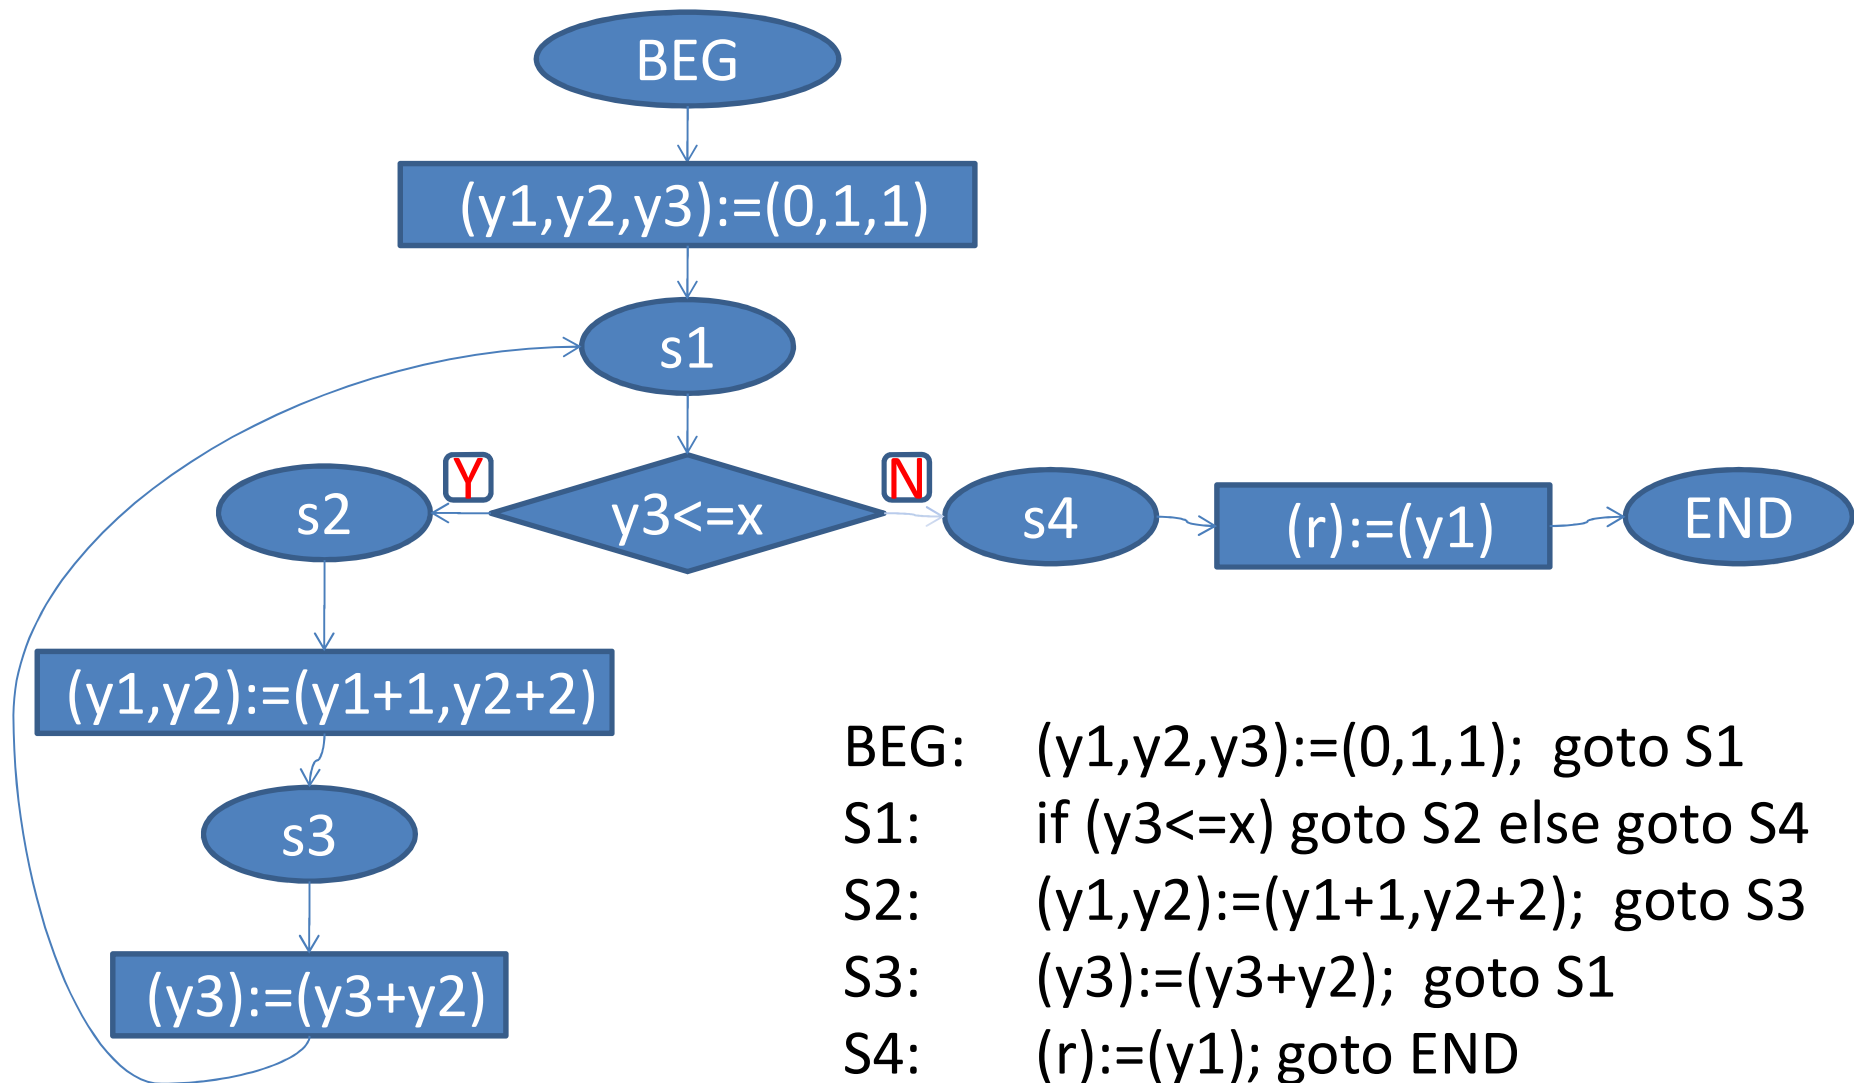 BEG
(y1,y2,y3):=(0,1,1)
s1
Y
N
s2
y3<=x
s4
(r):=(y1)
END
(y1,y2):=(y1+1,y2+2)
s3
(y3):=(y3+y2)
BEG: (y1,y2,y3):=(0,1,1); goto S1
S1: if (y3<=x) goto S2 else goto S4
S2: (y1,y2):=(y1+1,y2+2); goto S3
S3: (y3):=(y3+y2); goto S1
S4: (r):=(y1); goto END